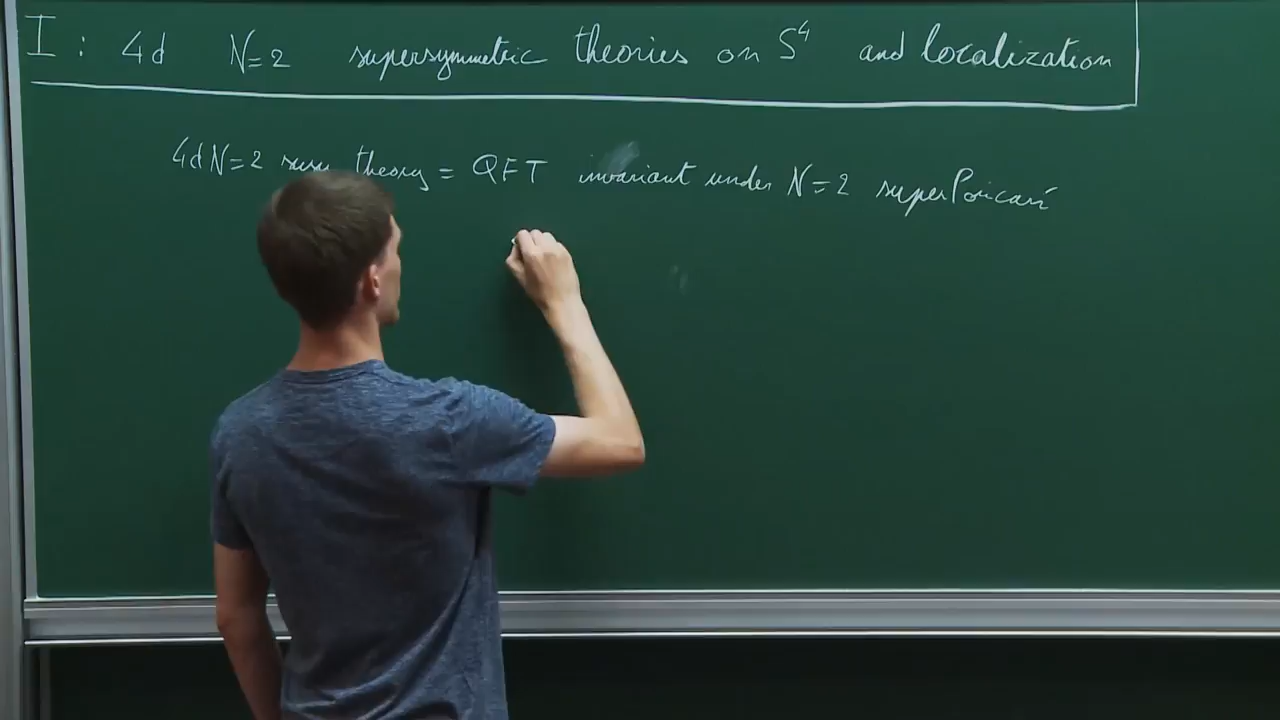 I : 4d N=2 supersymmetric theories on S⁴ and localization
4d N=2 susy theory = QFT invariant under N=2 superPoincaré